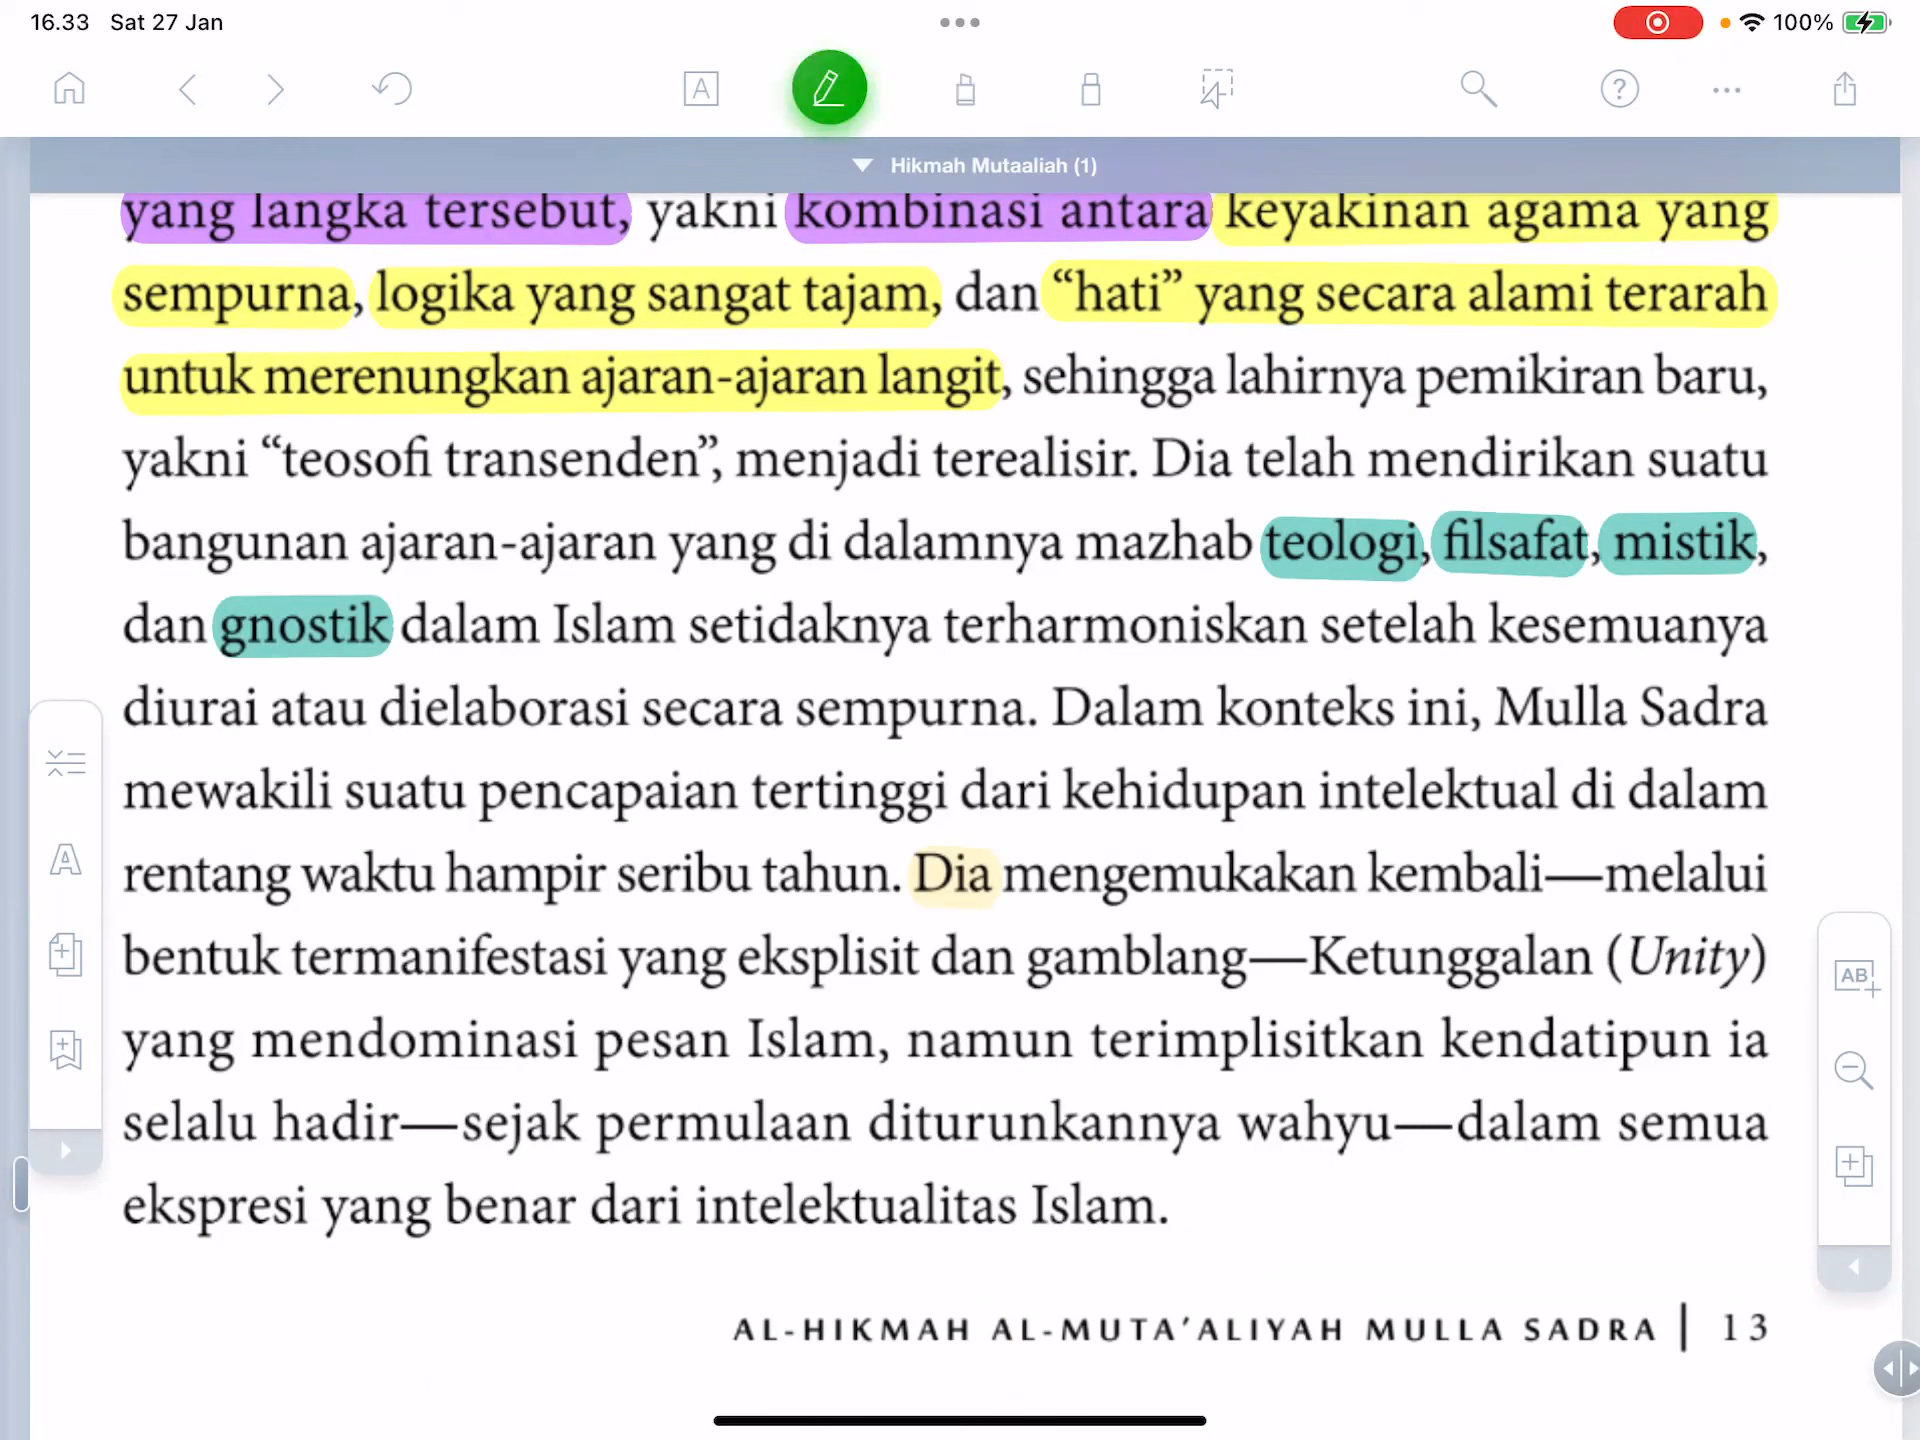 16.33 Sat 27 Jan
100%
A
?
Hikmah Mutaaliah (1)
yang langka tersebut, yakni kombinasi antara keyakinan agama yang
sempurna, logika yang sangat tajam, dan “hati” yang secara alami terarah
untuk merenungkan ajaran-ajaran langit, sehingga lahirnya pemikiran baru,
yakni “teosofi transenden”, menjadi terealisir. Dia telah mendirikan suatu
bangunan ajaran-ajaran yang di dalamnya mazhab teologi, filsafat, mistik,
dan gnostik dalam Islam setidaknya terharmoniskan setelah kesemuanya
diurai atau dielaborasi secara sempurna. Dalam konteks ini, Mulla Sadra
mewakili suatu pencapaian tertinggi dari kehidupan intelektual di dalam
rentang waktu hampir seribu tahun. Dia mengemukakan kembali—melalui
bentuk termanifestasi yang eksplisit dan gamblang—Ketunggalan (Unity)
yang mendominasi pesan Islam, namun terimplisitkan kendatipun ia
selalu hadir—sejak permulaan diturunkannya wahyu—dalam semua
ekspresi yang benar dari intelektualitas Islam.
A
AB
AL-HIKMAH AL-MUTA’ALIYAH MULLA SADRA | 13